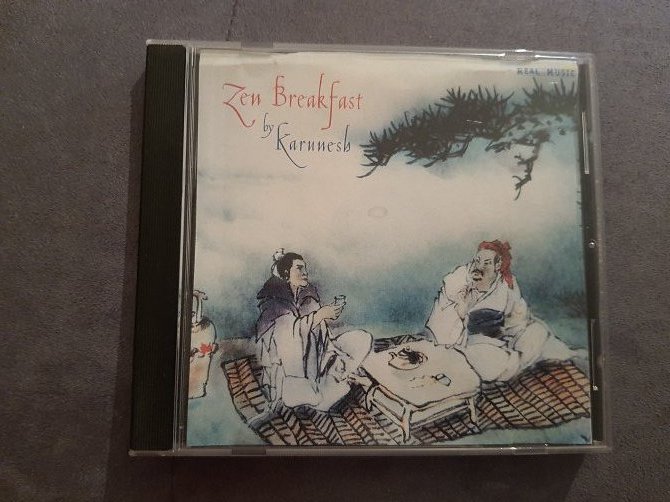 REAL MUSIC
Zen Breakfast
by Karunesh